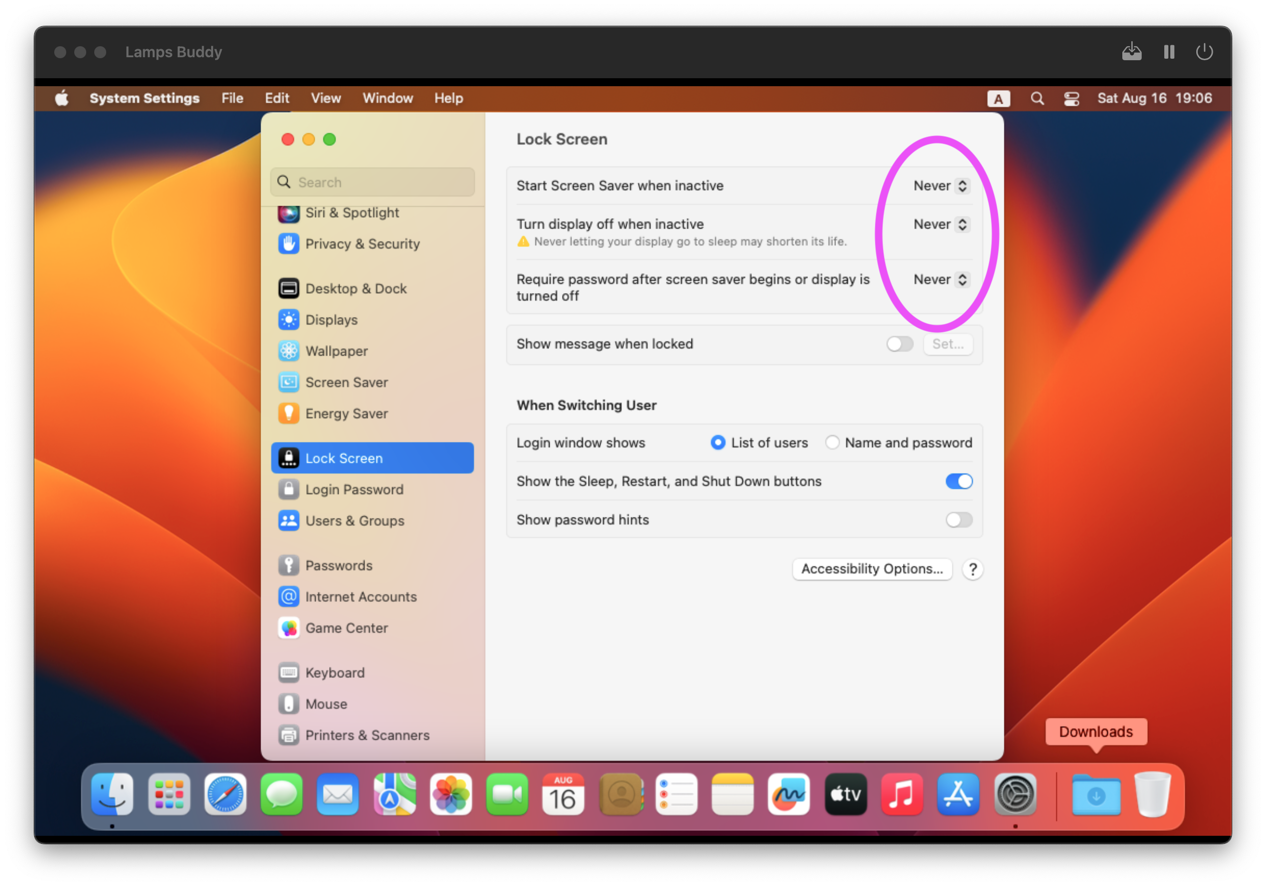 Lamps Buddy
System Settings File Edit View Window Help A Sat Aug 16 19:06
Search
Siri & Spotlight
Privacy & Security
Desktop & Dock
Displays
Wallpaper
Screen Saver
Energy Saver
Lock Screen
Login Password
Users & Groups
Passwords
Internet Accounts
Game Center
Keyboard
Mouse
Printers & Scanners
Lock Screen
Start Screen Saver when inactive Never
Turn display off when inactive Never
Never letting your display go to sleep may shorten its life.
Require password after screen saver begins or display is Never
turned off
Show message when locked Set...
When Switching User
Login window shows List of users Name and password
Show the Sleep, Restart, and Shut Down buttons
Show password hints
Accessibility Options... ?
Downloads
AUG
16
tv